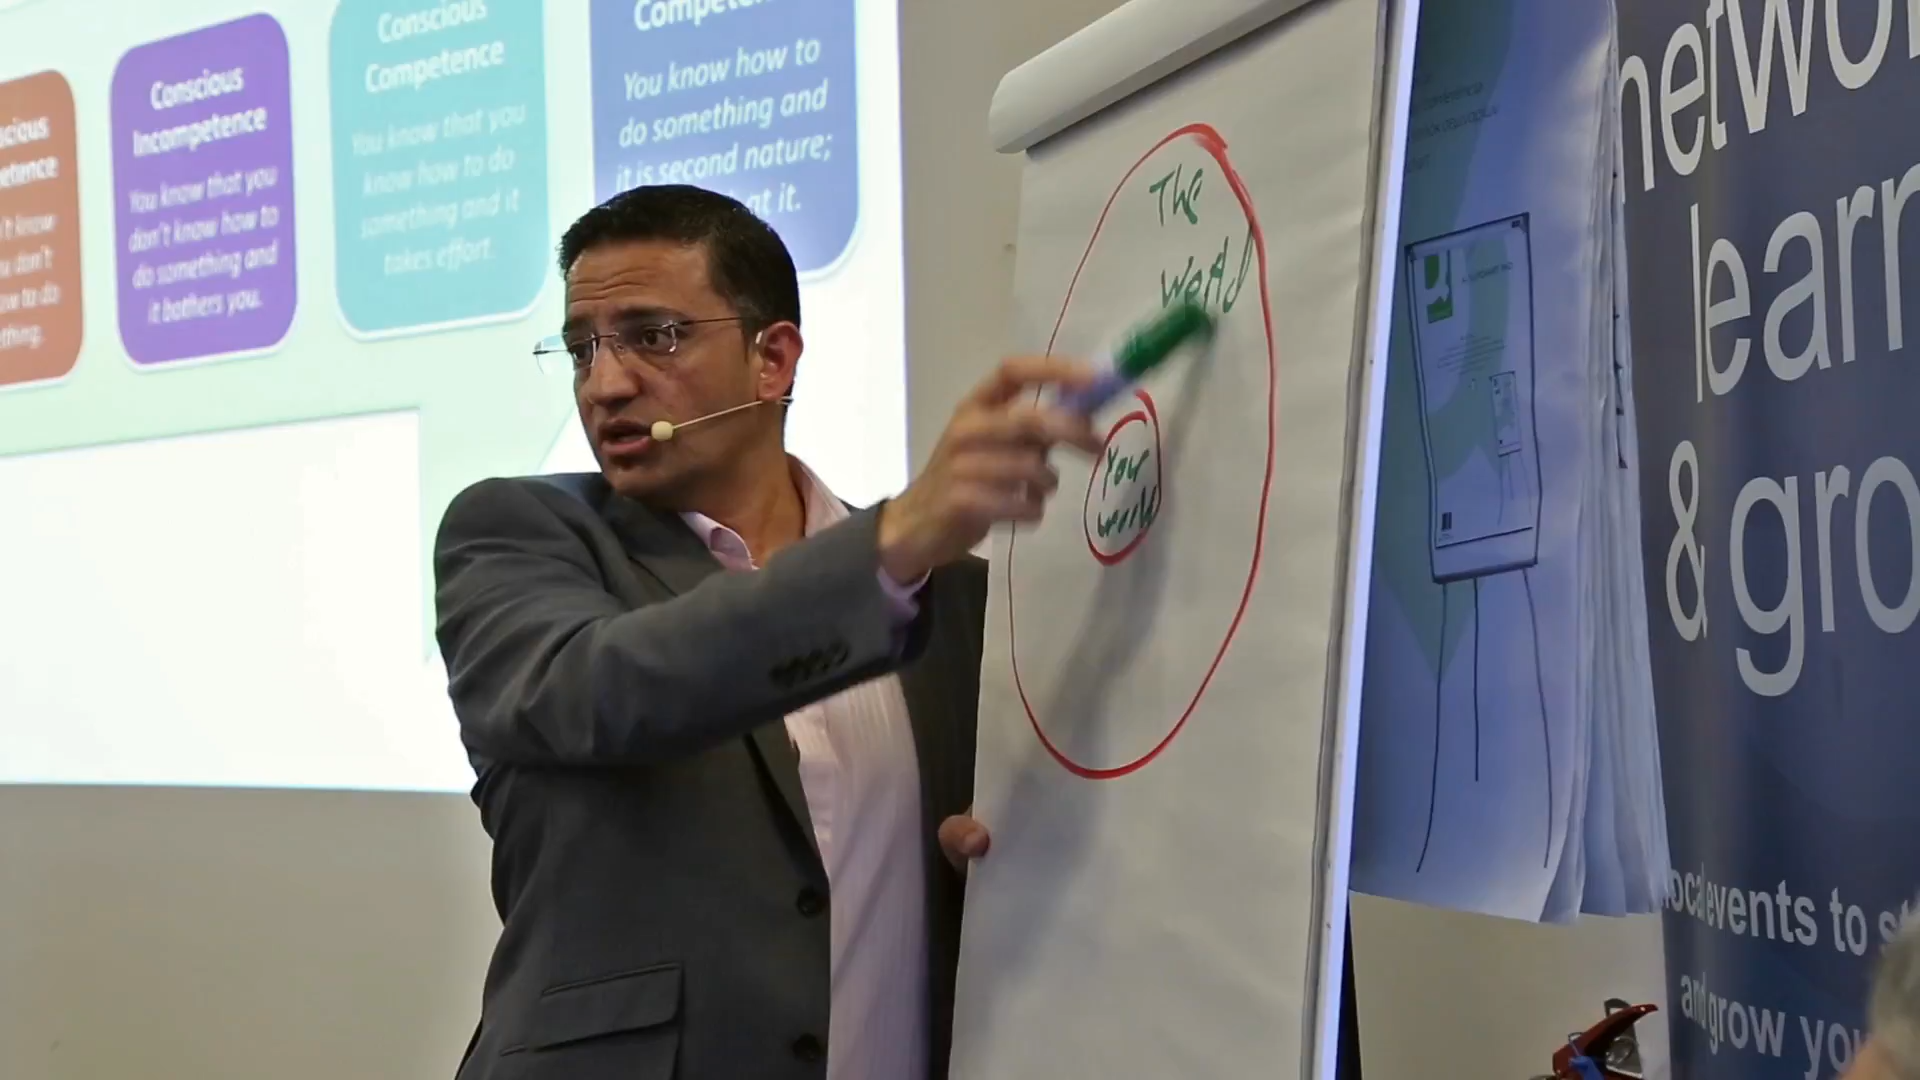 Conscious
Incompetence
You know that you
don't know how to
do something and
it bothers you.
Conscious
Competence
You know that you
know how to do
something and it
takes effort.
You know how to
do something and
it is second nature;
at it.
The
World
Your
world
learn
& gro
events to
grow